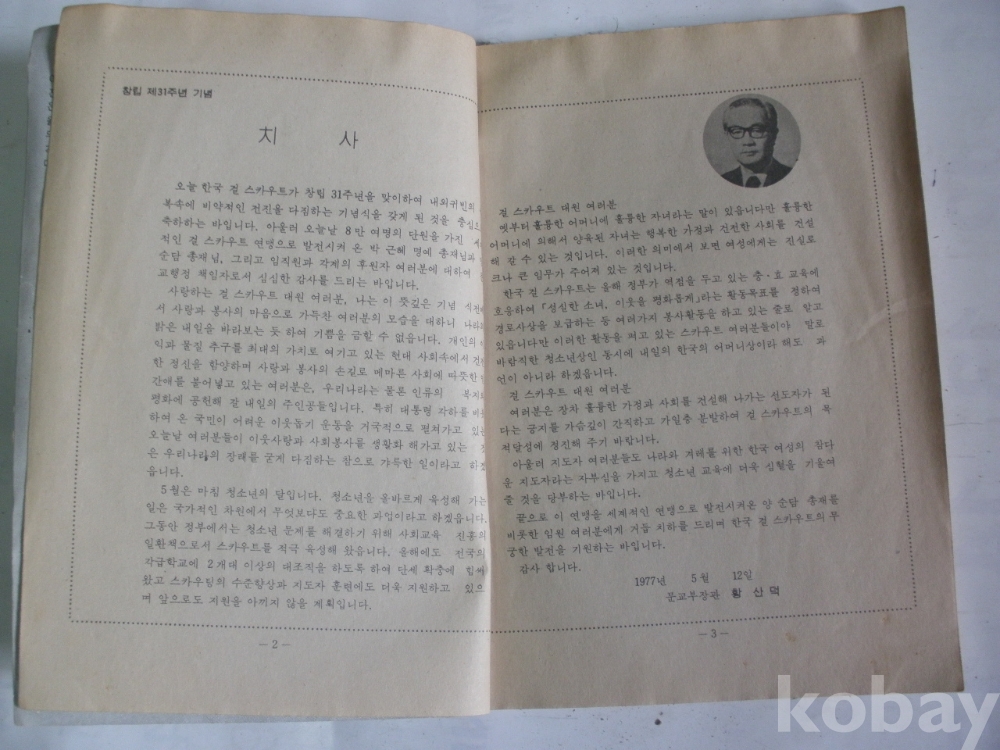 창립 제31주년 기념
치 사
오늘 한국 걸 스카우트가 창립 31주년을 맞이하여 내외귀빈의
복속에 비약적인 전진을 다짐하는 기념식을 갖게 된 것을 충심으
축하하는 바입니다. 아울러 오늘날 8만 여명의 단원을 가진
적인 걸 스카우트 연맹으로 발전시켜 온 박 근혜 명예 총재님과
순담 총재님, 그리고 임직원과 각계의 후원자 여러분에 대하여
교행정 책임자로서 심심한 감사를 드리는 바입니다.
사랑하는 걸 스카우트 대원 여러분, 나는 이 뜻깊은 기념 식전에
서 사랑과 봉사의 마음으로 가득찬 여러분의 모습을 대하니 나라의
밝은 내일을 바라보는 듯 하여 기쁨을 금할 수 없읍니다. 개인의
익과 물질 추구를 최대의 가치로 여기고 있는 현대 사회속에서
한 정신을 함양하며 사랑과 봉사의 손길로 메마른 사회에 따뜻한
간애를 불어넣고 있는 여러분은, 우리나라는 물론 인류의 복지와
평화에 공헌해 갈 내일의 주인공들입니다. 특히 대통령 각하를 비롯
하여 온 국민이 어려운 이웃돕기 운동을 거국적으로 펼쳐가고 있는
오늘날 여러분들이 이웃사랑과 사회봉사를 생활화 해가고 있는 것
은 우리나라의 장래를 굳게 다짐하는 참으로 갸륵한 일이라고 하겠
읍니다.
5월은 마침 청소년의 달입니다. 청소년을 올바르게 육성해 가는
일은 국가적인 차원에서 무엇보다도 중요한 과업이라고 하겠읍니다.
그동안 정부에서는 청소년 문제를 해결하기 위해 사회교육 진흥의
일환책으로서 스카우트를 적극 육성해 왔읍니다. 올해에도 전국의
각급학교에 2개대 이상의 대조직을 하도록 하여 단세 확충에 힘써
왔고 스카우팅의 수준향상과 지도자 훈련에도 더욱 지원하고 있으
며 앞으로도 지원을 아끼지 않을 계획입니다.
— 2 —
걸 스카우트 대원 여러분
옛부터 훌륭한 어머니에 훌륭한 자녀라는 말이 있읍니다만 훌륭한
어머니에 의해서 양육된 자녀는 행복한 가정과 건전한 사회를 건설
해 갈 수 있는 것입니다. 이러한 의미에서 보면 여성에게는 진실로
크나 큰 임무가 주어져 있는 것입니다.
한국 걸 스카우트는 올해 정부가 역점을 두고 있는 충·효 교육에
호응하여 「성실한 소녀, 이웃을 평화롭게」라는 활동목표를 정하여
경로사상을 보급하는 등 여러가지 봉사활동을 하고 있는 줄로 알고
있읍니다만 이러한 활동을 펴고 있는 스카우트 여러분들이야 말로
바람직한 청소년상인 동시에 내일의 한국의 어머니상이라 해도 과
언이 아니라 하겠읍니다.
걸 스카우트 대원 여러분
여러분은 장차 훌륭한 가정과 사회를 건설해 나가는 선도자가 된
다는 긍지를 가슴깊이 간직하고 가일층 분발하여 걸 스카우트의 목
적달성에 정진해 주기 바랍니다.
아울러 지도자 여러분들도 나라와 겨레를 위한 한국 여성의 참다
운 지도자라는 자부심을 가지고 청소년 교육에 더욱 심혈을 기울여
줄 것을 당부하는 바입니다.
끝으로 이 연맹을 세계적인 연맹으로 발전시켜온 양 순담 총재를
비롯한 임원 여러분에게 거듭 치하를 드리며 한국 걸 스카우트의 무
궁한 발전을 기원하는 바입니다.
감사 합니다.
1977년 5월 12일
문교부장관 황 산 덕
— 3 —
kobay